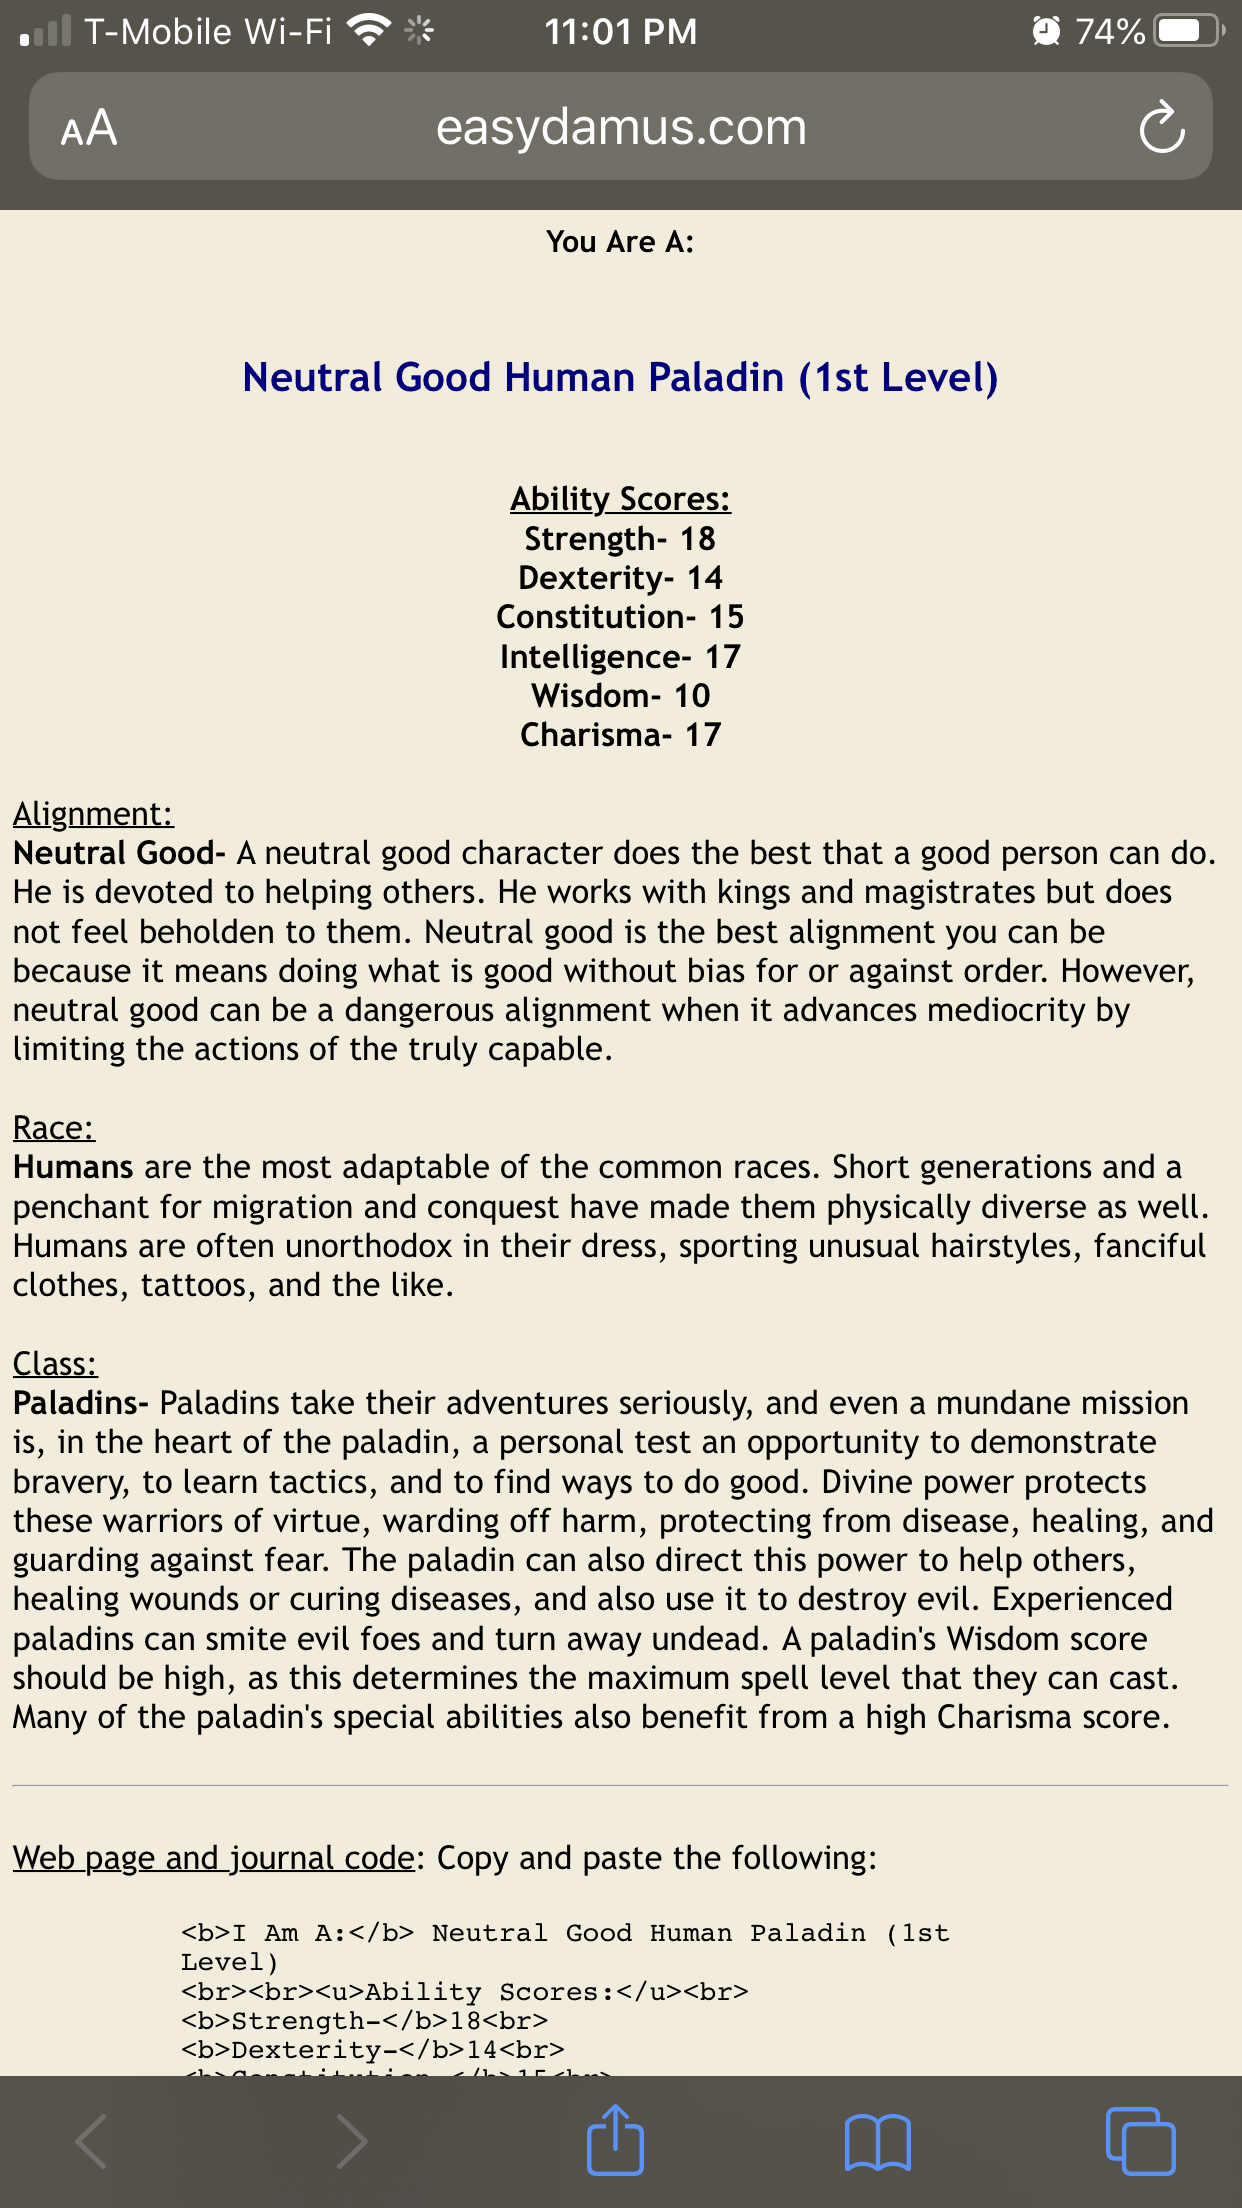 T-Mobile Wi-Fi 11:01 PM 74%
AA easydamus.com
You Are A:
Neutral Good Human Paladin (1st Level)
Ability Scores:
Strength- 18
Dexterity- 14
Constitution- 15
Intelligence- 17
Wisdom- 10
Charisma- 17
Alignment:
Neutral Good- A neutral good character does the best that a good person can do.
He is devoted to helping others. He works with kings and magistrates but does
not feel beholden to them. Neutral good is the best alignment you can be
because it means doing what is good without bias for or against order. However,
neutral good can be a dangerous alignment when it advances mediocrity by
limiting the actions of the truly capable.
Race:
Humans are the most adaptable of the common races. Short generations and a
penchant for migration and conquest have made them physically diverse as well.
Humans are often unorthodox in their dress, sporting unusual hairstyles, fanciful
clothes, tattoos, and the like.
Class:
Paladins- Paladins take their adventures seriously, and even a mundane mission
is, in the heart of the paladin, a personal test an opportunity to demonstrate
bravery, to learn tactics, and to find ways to do good. Divine power protects
these warriors of virtue, warding off harm, protecting from disease, healing, and
guarding against fear. The paladin can also direct this power to help others,
healing wounds or curing diseases, and also use it to destroy evil. Experienced
paladins can smite evil foes and turn away undead. A paladin's Wisdom score
should be high, as this determines the maximum spell level that they can cast.
Many of the paladin's special abilities also benefit from a high Charisma score.
Web page and journal code: Copy and paste the following:
<b>I Am A:</b> Neutral Good Human Paladin (1st
Level)
<br><br><u>Ability Scores:</u><br>
<b>Strength-</b>18<br>
<b>Dexterity-</b>14<br>
<b>Constitution-</b>15<br>